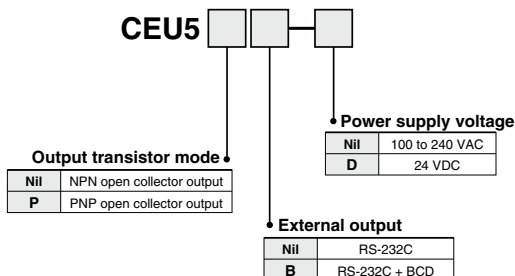 CEU5
Power supply voltage
Nil 100 to 240 VAC
D 24 VDC
Output transistor mode
Nil NPN open collector output
P PNP open collector output
External output
Nil RS-232C
B RS-232C + BCD